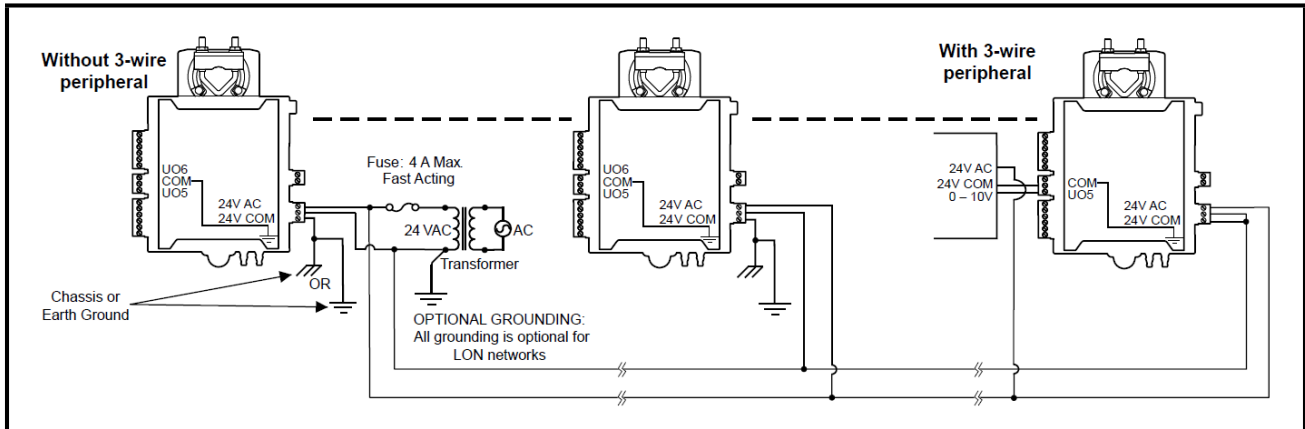 Without 3-wire
peripheral
UO6
COM
UO5
24V AC
24V COM
Chassis or
Earth Ground
OR
Fuse: 4 A Max.
Fast Acting
24 VAC
AC
Transformer
OPTIONAL GROUNDING:
All grounding is optional for
LON networks
UO6
COM
UO5
24V AC
24V COM
With 3-wire
peripheral
24V AC
24V COM
0 – 10V
COM
UO5
24V AC
24V COM